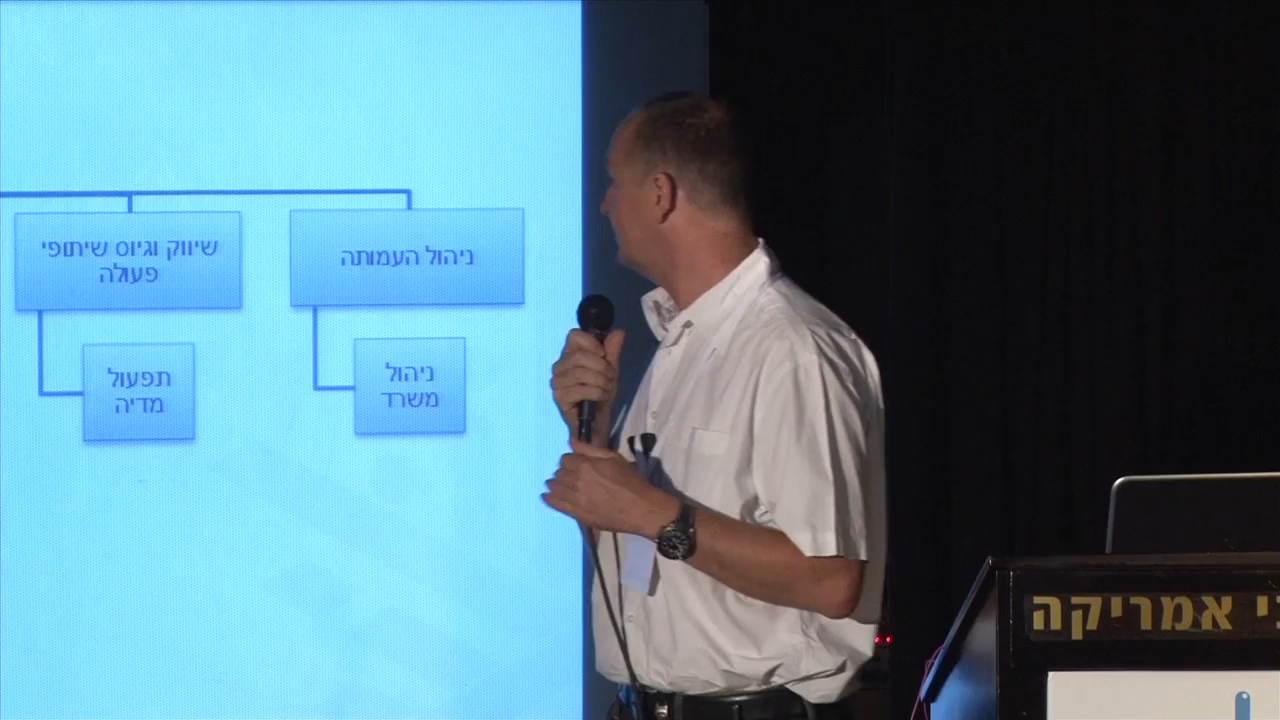 ניהול העמותה
שיווק וגיוס שיתופי
פעולה
ניהול
משרד
תפעול
מדיה
אמריקה